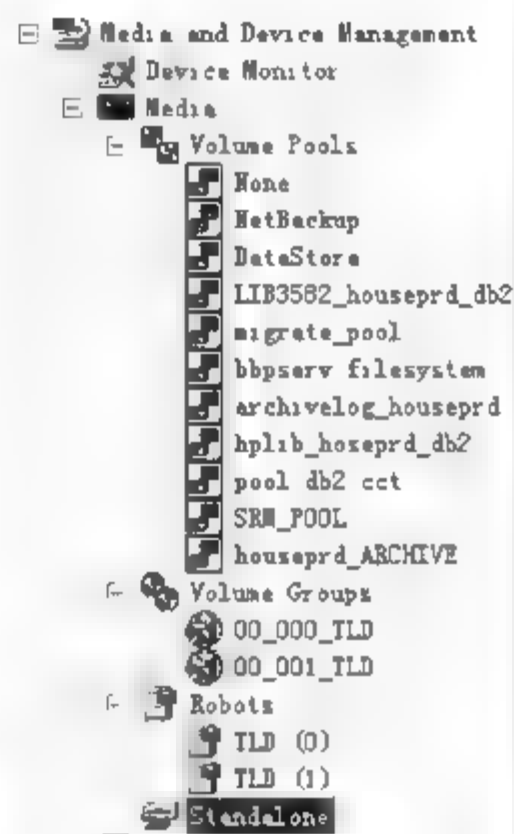 Media and Device Management
Device Monitor
Media
Volume Pools
None
NetBackup
DataStore
LIB3582_houseprd_db2
migrate_pool
bbpserv filesystem
archivelog_houseprd
hplib_hoseprd_db2
pool db2 cct
SRM_POOL
houseprd_ARCHIVE
Volume Groups
00_000_TLD
00_001_TLD
Robots
TLD (0)
TLD (1)
Standalone